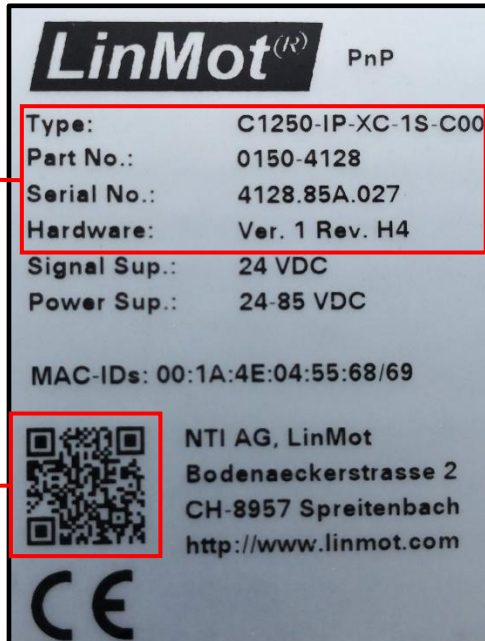 LinMot(R) PnP
Type: C1250-IP-XC-1S-C00
Part No.: 0150-4128
Serial No.: 4128.85A.027
Hardware: Ver. 1 Rev. H4
Signal Sup.: 24 VDC
Power Sup.: 24-85 VDC
MAC-IDs: 00:1A:4E:04:55:68/69
NTI AG, LinMot
Bodenaeckerstrasse 2
CH-8957 Spreitenbach
http://www.linmot.com
CE